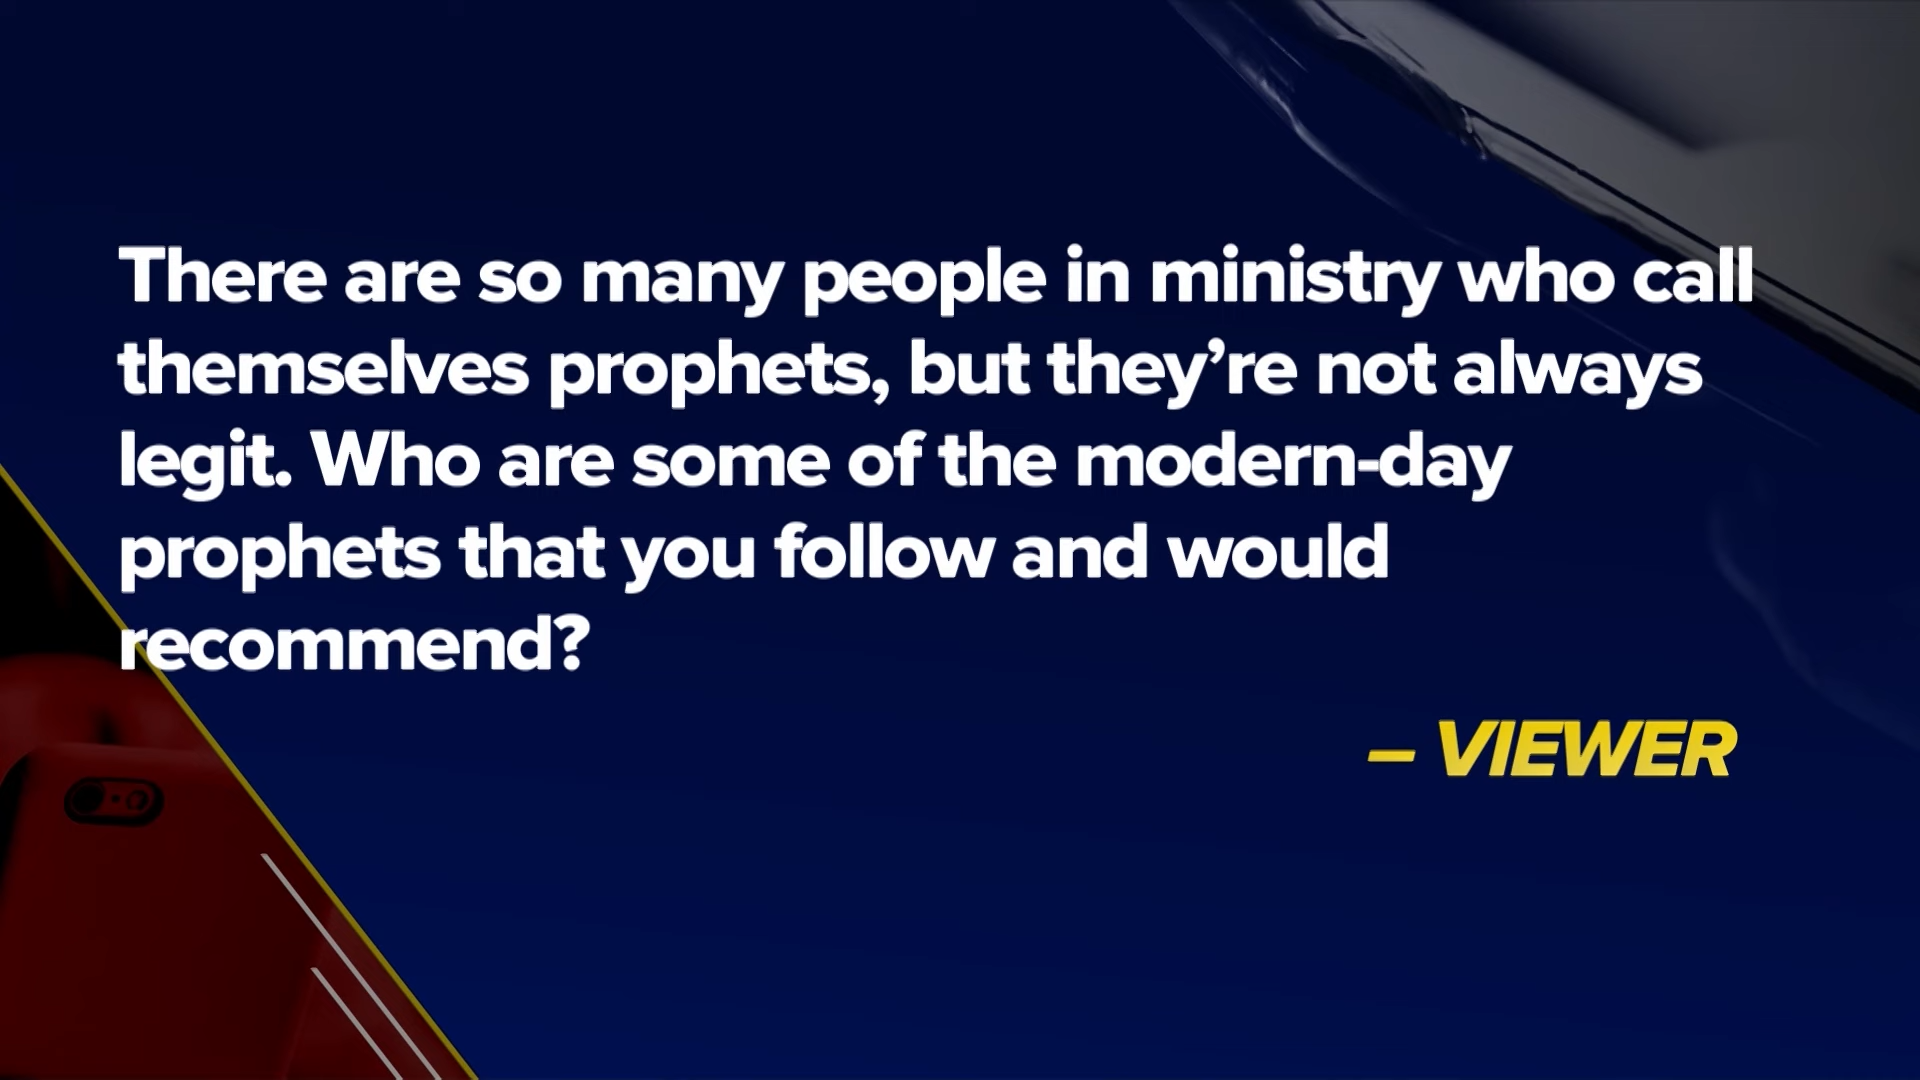 There are so many people in ministry who call
themselves prophets, but they’re not always
legit. Who are some of the modern-day
prophets that you follow and would
recommend?
– VIEWER